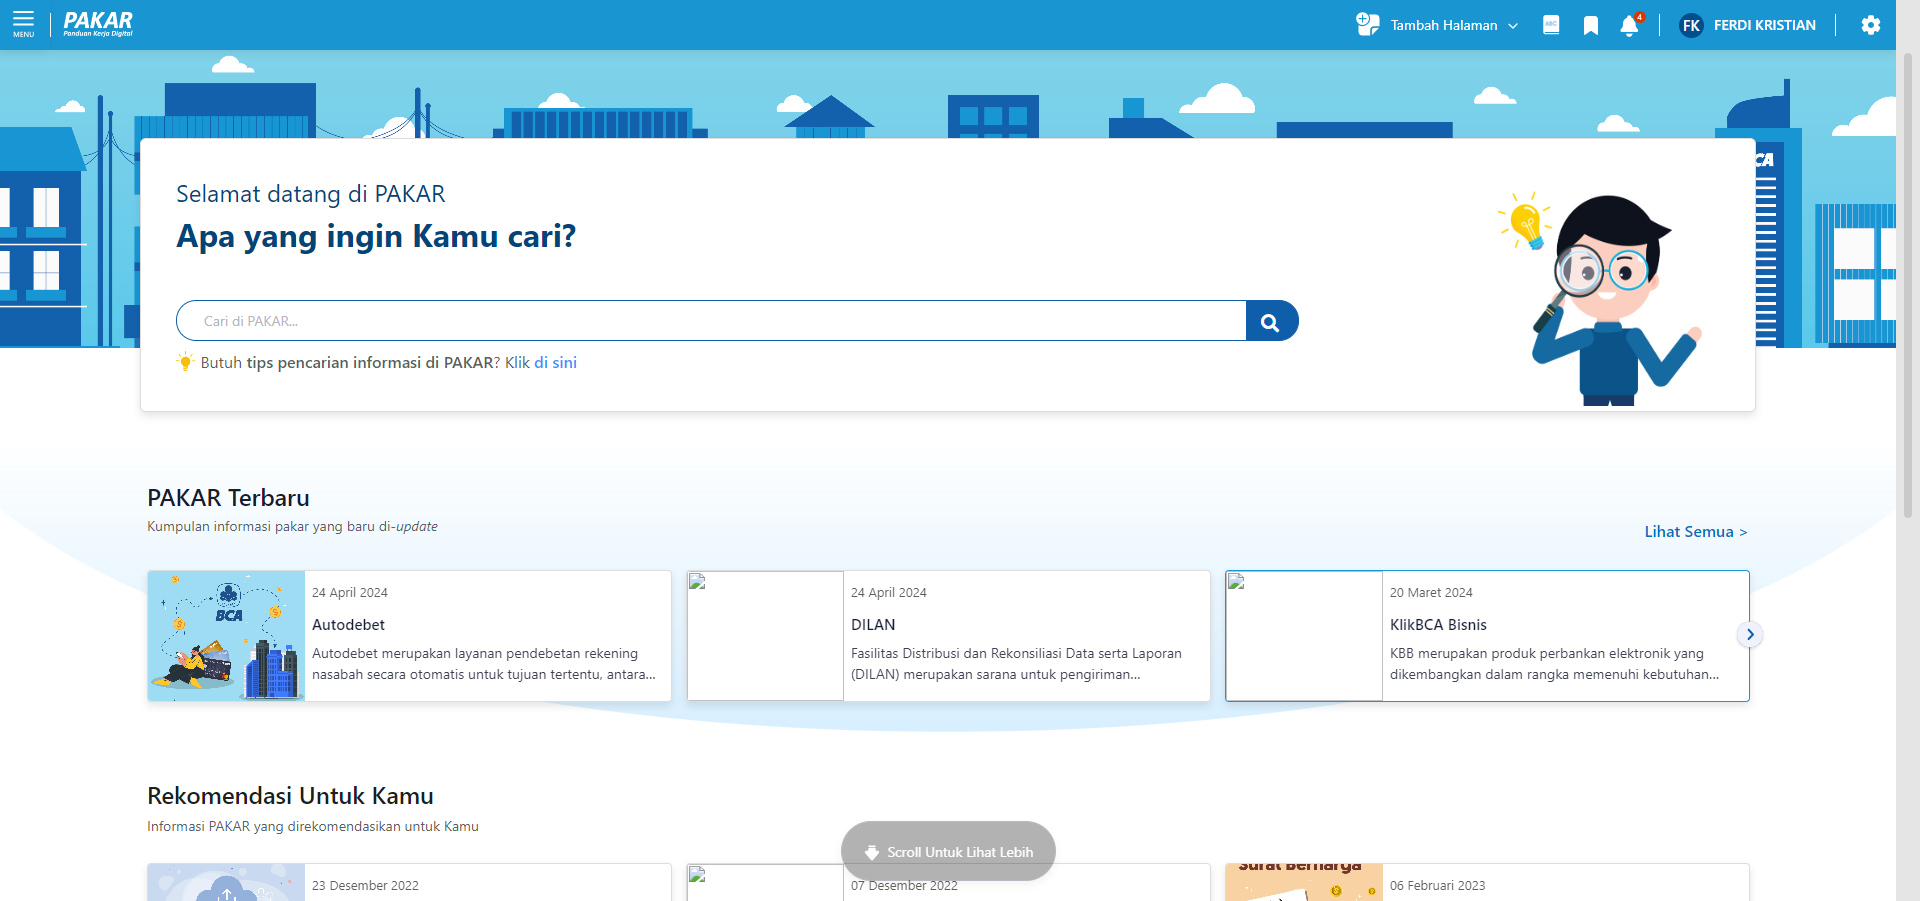 MENU
PAKAR
Panduan Kerja Digital
Tambah Halaman
ABC
4
FK
FERDI KRISTIAN
CA
Selamat datang di PAKAR
Apa yang ingin Kamu cari?
Cari di PAKAR...
Butuh tips pencarian informasi di PAKAR? Klik di sini
PAKAR Terbaru
Kumpulan informasi pakar yang baru di-update
Lihat Semua >
BCA
24 April 2024
Autodebet
Autodebet merupakan layanan pendebetan rekening
nasabah secara otomatis untuk tujuan tertentu, antara...
24 April 2024
DILAN
Fasilitas Distribusi dan Rekonsiliasi Data serta Laporan
(DILAN) merupakan sarana untuk pengiriman...
20 Maret 2024
KlikBCA Bisnis
KBB merupakan produk perbankan elektronik yang
dikembangkan dalam rangka memenuhi kebutuhan...
Rekomendasi Untuk Kamu
Informasi PAKAR yang direkomendasikan untuk Kamu
Scroll Untuk Lihat Lebih
23 Desember 2022
07 Desember 2022
Surat Berharga
06 Februari 2023